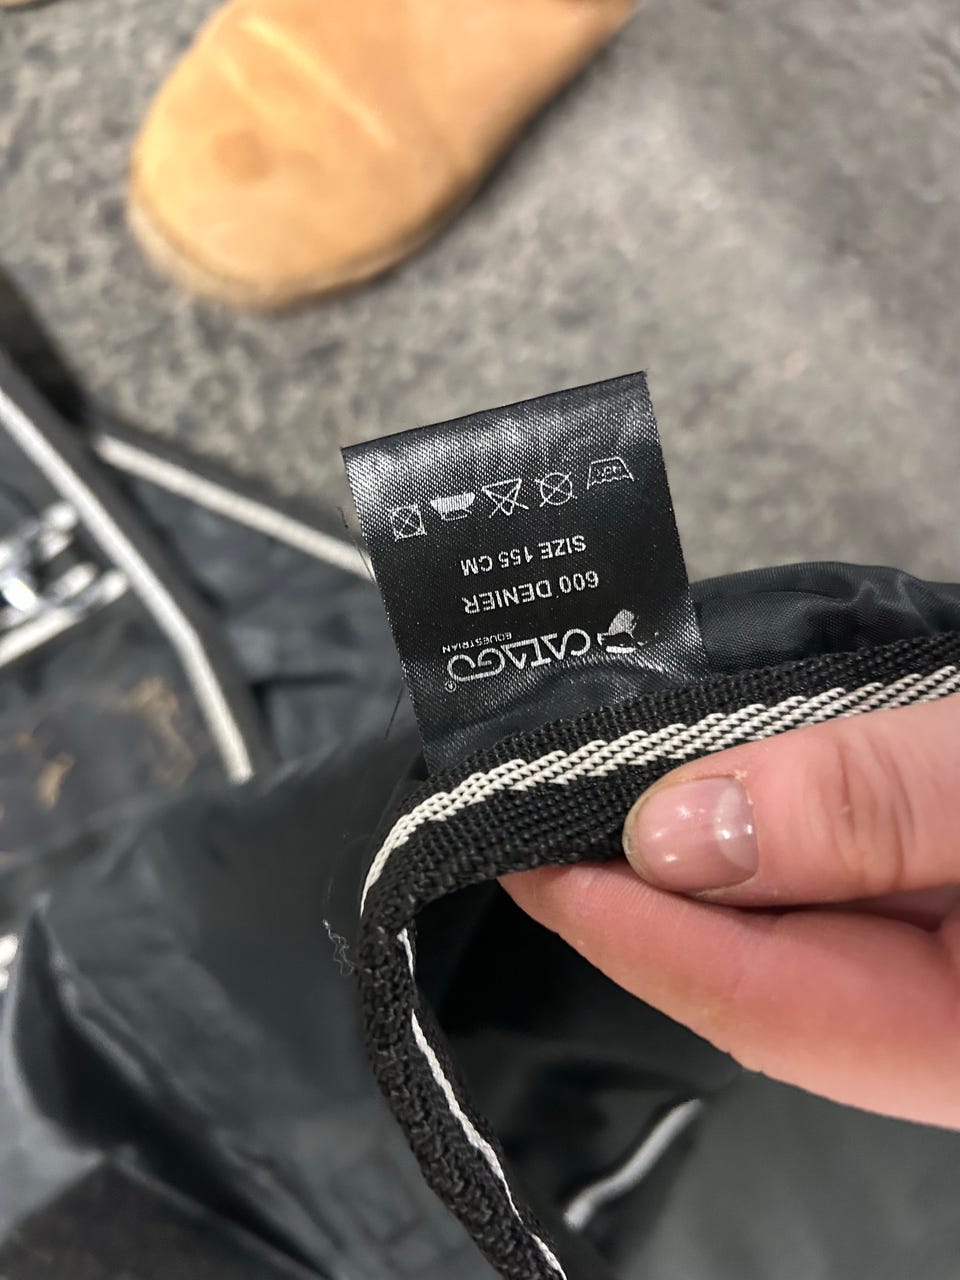 CATAGO®
EQUESTRIAN
600 DENIER
SIZE 155 CM